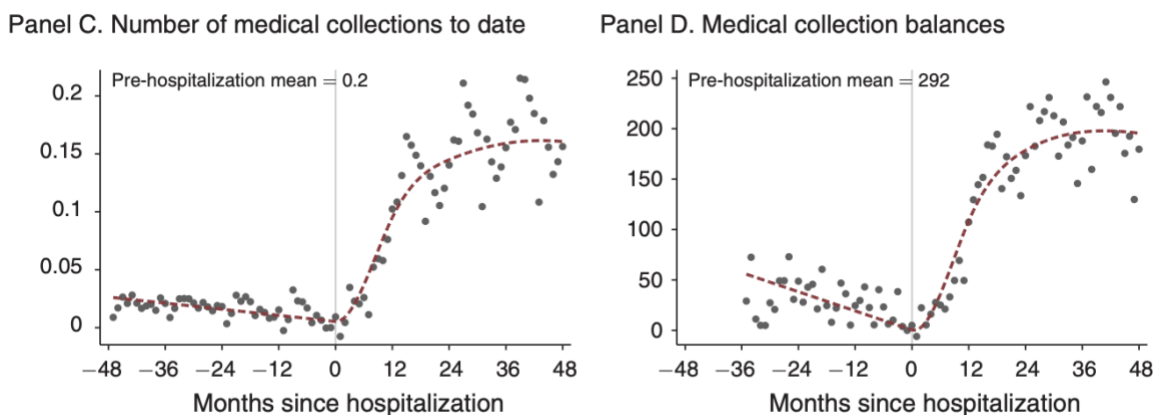 Panel C. Number of medical collections to date
Pre-hospitalization mean = 0.2
0.2
0.15
0.1
0.05
0
−48 −36 −24 −12 0 12 24 36 48
Months since hospitalization
Panel D. Medical collection balances
Pre-hospitalization mean = 292
250
200
150
100
50
0
−48 −36 −24 −12 0 12 24 36 48
Months since hospitalization